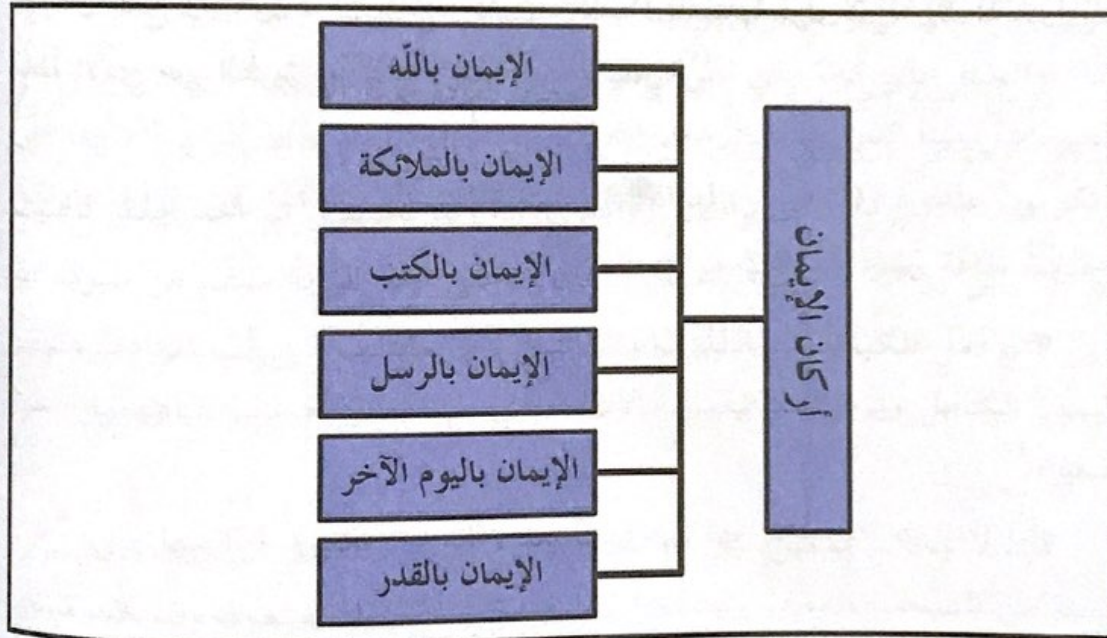 أركان الإيمان
الإيمان بالله
الإيمان بالملائكة
الإيمان بالكتب
الإيمان بالرسل
الإيمان باليوم الآخر
الإيمان بالقدر